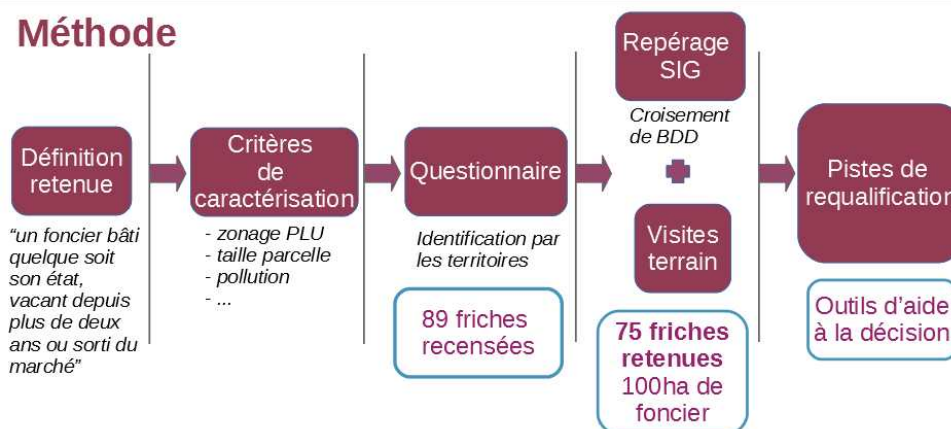 Méthode
Définition
retenue
"un foncier bâti
quelque soit
son état,
vacant depuis
plus de deux
ans ou sorti du
marché"
Critères
de
caractérisation
- zonage PLU
- taille parcelle
- pollution
- ...
Questionnaire
Identification par
les territoires
89 friches
recensées
Repérage
SIG
Croisement
de BDD
Visites
terrain
75 friches
retenues
100ha de
foncier
Pistes de
requalification
Outils d'aide
à la décision